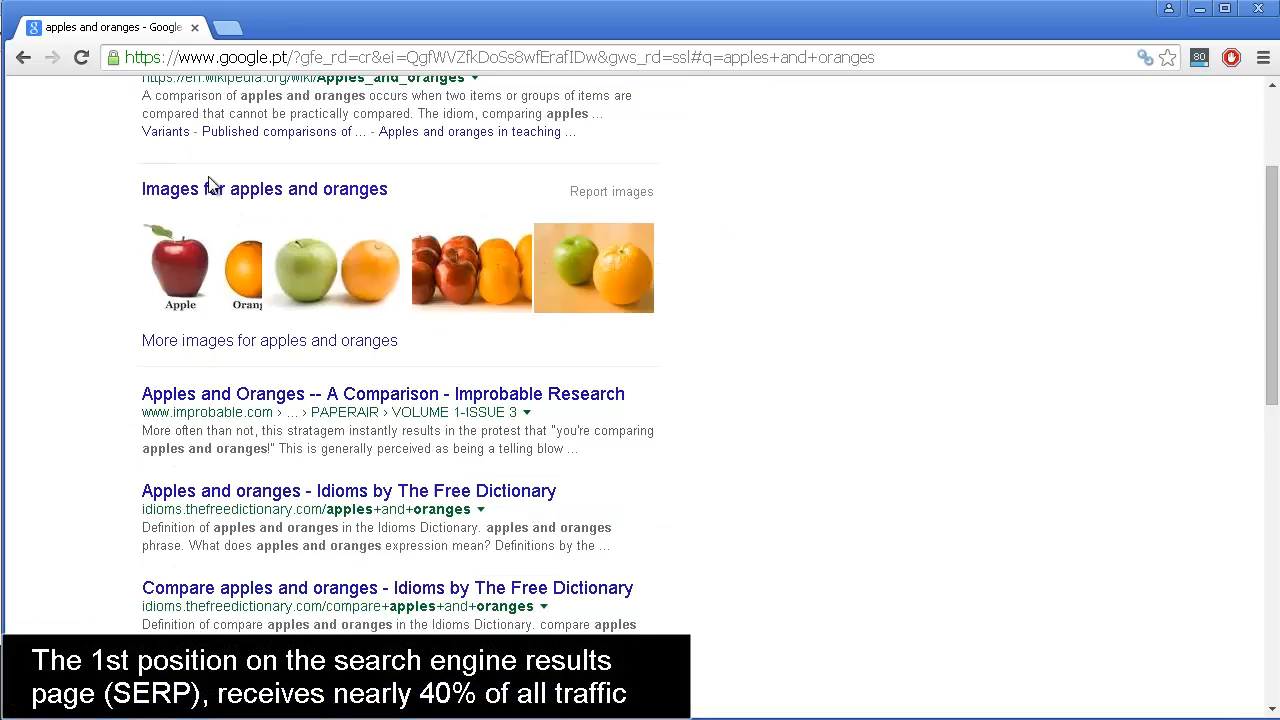 apples and oranges - Google
https://www.google.pt/?gfe_rd=cr&ei=QgfWVZfkDoSs8wfErafIDw&gws_rd=ssl#q=apples+and+oranges
80
https://en.wikipedia.org/wiki/Apples_and_oranges
A comparison of apples and oranges occurs when two items or groups of items are
compared that cannot be practically compared. The idiom, comparing apples ...
Variants - Published comparisons of ... - Apples and oranges in teaching ...
Images for apples and oranges
Report images
Apple
Orang
More images for apples and oranges
Apples and Oranges -- A Comparison - Improbable Research
www.improbable.com › ... › PAPERAIR › VOLUME 1-ISSUE 3
More often than not, this stratagem instantly results in the protest that "you're comparing
apples and oranges!" This is generally perceived as being a telling blow ...
Apples and oranges - Idioms by The Free Dictionary
idioms.thefreedictionary.com/apples+and+oranges
Definition of apples and oranges in the Idioms Dictionary. apples and oranges
phrase. What does apples and oranges expression mean? Definitions by the ...
Compare apples and oranges - Idioms by The Free Dictionary
idioms.thefreedictionary.com/compare+apples+and+oranges
Definition of compare apples and oranges in the Idioms Dictionary. compare apples
The 1st position on the search engine results
page (SERP), receives nearly 40% of all traffic